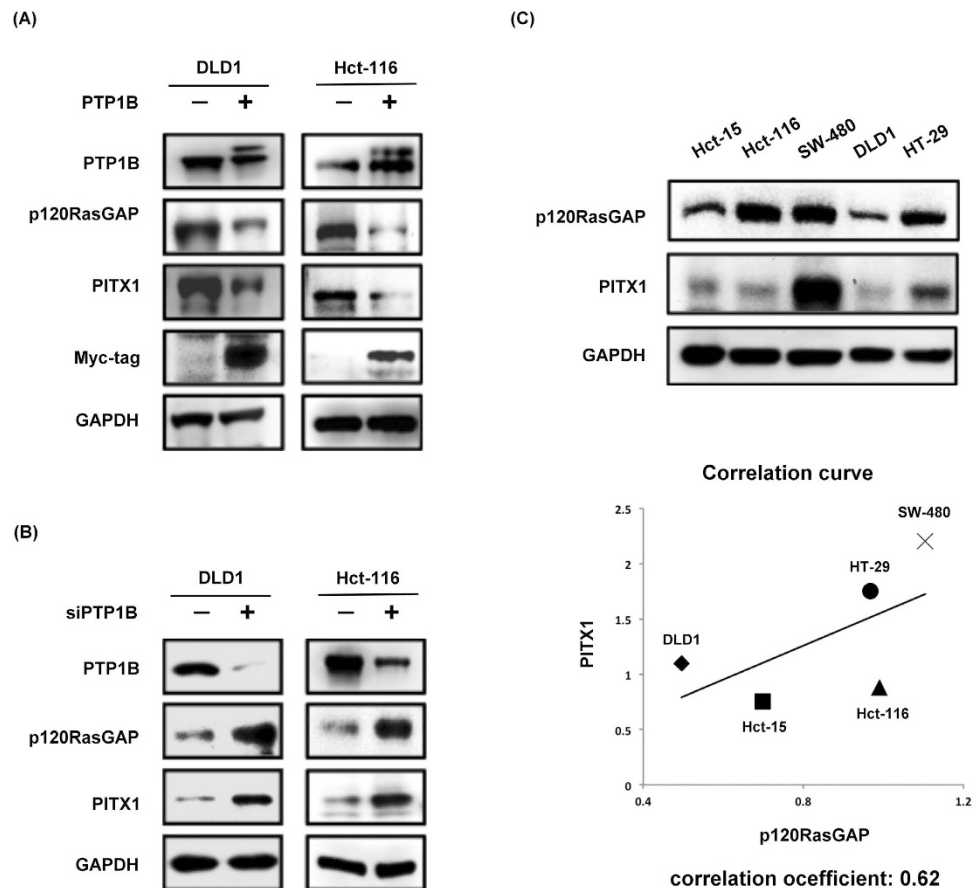 (A)
DLD1 Hct-116
PTP1B − + − +
PTP1B
p120RasGAP
PITX1
Myc-tag
GAPDH
(B)
DLD1 Hct-116
siPTP1B − + − +
PTP1B
p120RasGAP
PITX1
GAPDH
(C)
Hct-15 Hct-116 SW-480 DLD1 HT-29
p120RasGAP
PITX1
GAPDH
Correlation curve
2.5
SW-480
2
HT-29
1.5
DLD1
PITX1
1
Hct-15 Hct-116
0.5
0
0.4 0.8 1.2
p120RasGAP
correlation ocefficient: 0.62